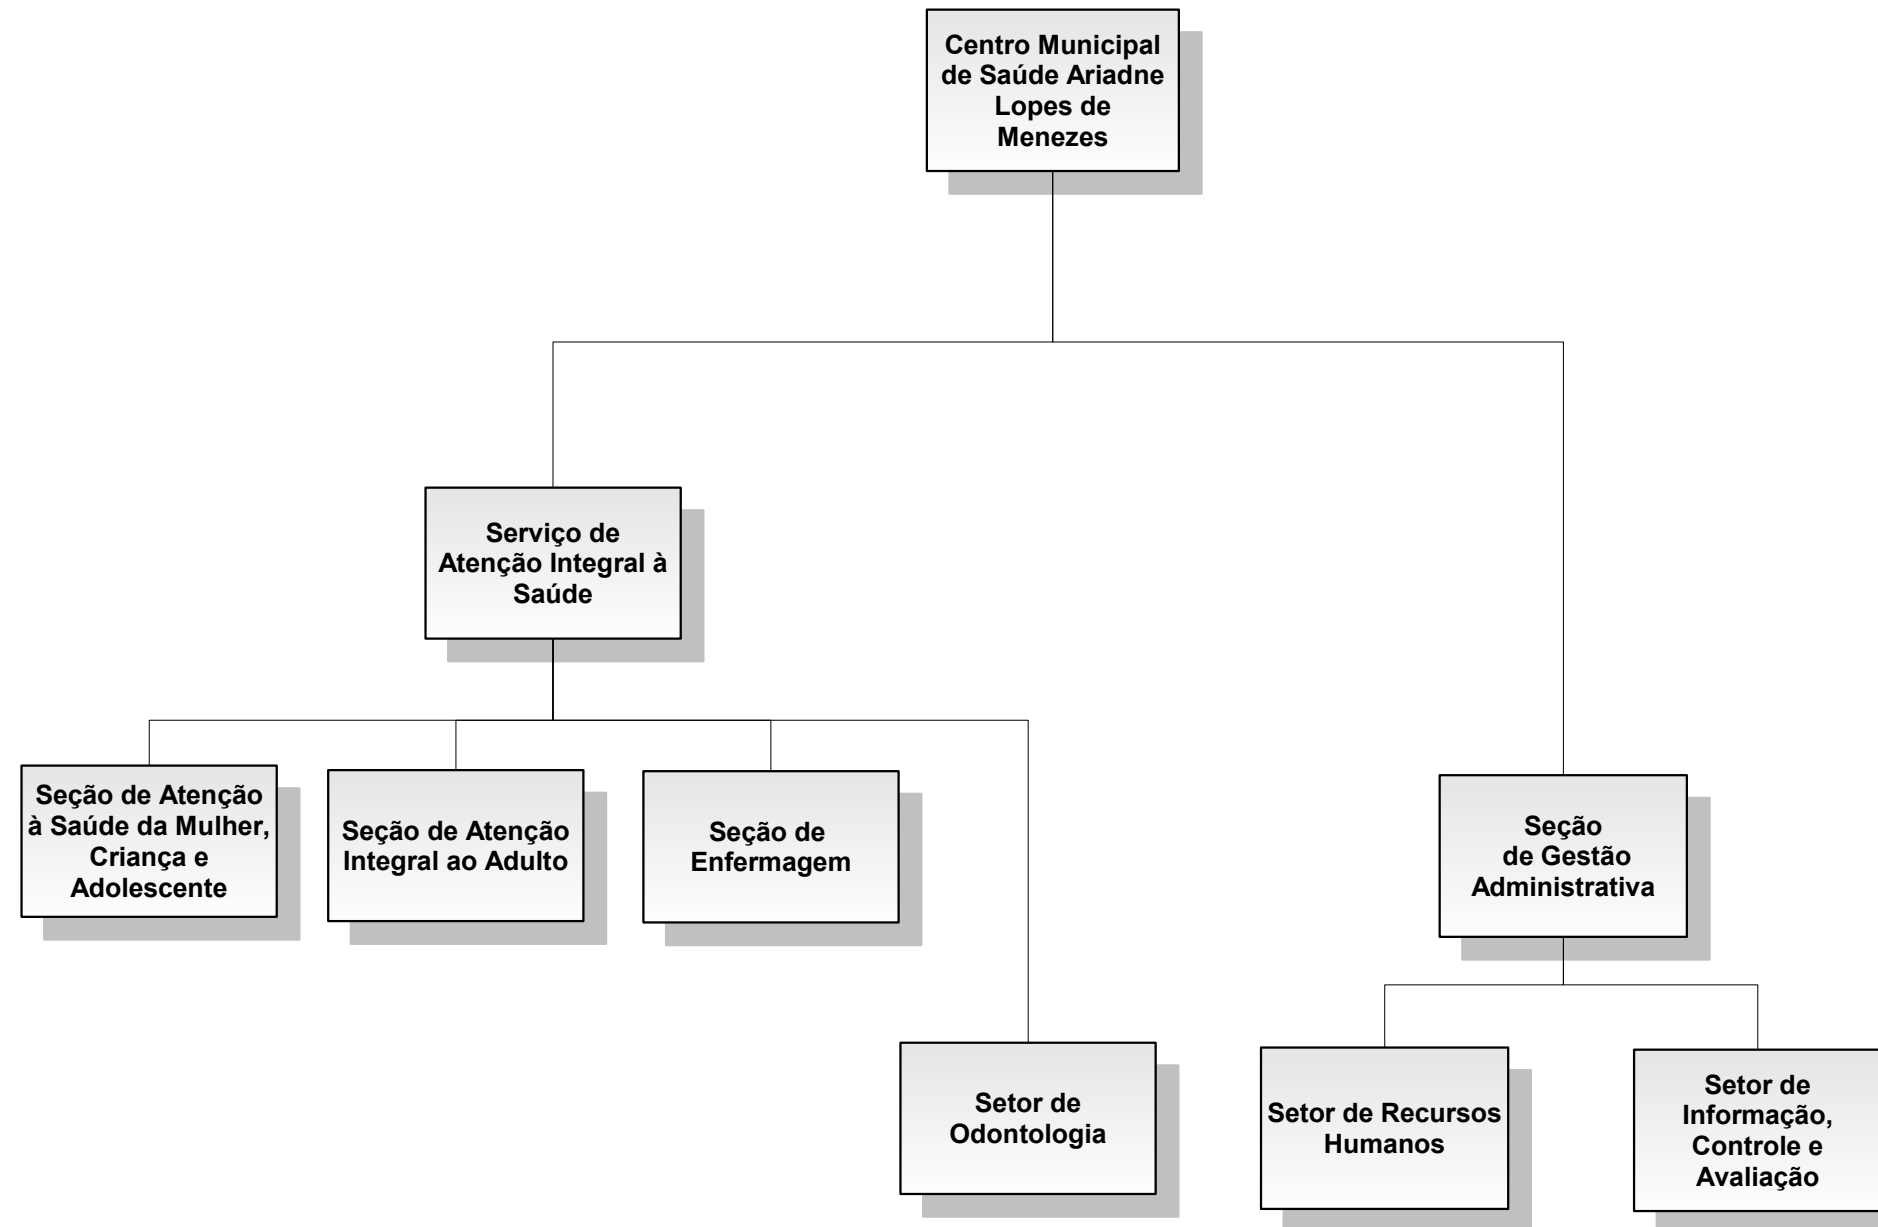 Centro Municipal
de Saúde Ariadne
Lopes de
Menezes
Serviço de
Atenção Integral à
Saúde
Seção de Atenção
à Saúde da Mulher,
Criança e
Adolescente
Seção de Atenção
Integral ao Adulto
Seção de
Enfermagem
Seção
de Gestão
Administrativa
Setor de
Odontologia
Setor de Recursos
Humanos
Setor de
Informação,
Controle e
Avaliação